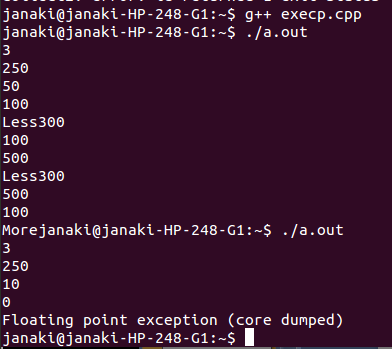 janaki@janaki-HP-248-G1:~$ g++ execp.cpp
janaki@janaki-HP-248-G1:~$ ./a.out
3
250
50
100
Less300
100
500
Less300
500
100
Morejanaki@janaki-HP-248-G1:~$ ./a.out
3
250
10
0
Floating point exception (core dumped)
janaki@janaki-HP-248-G1:~$